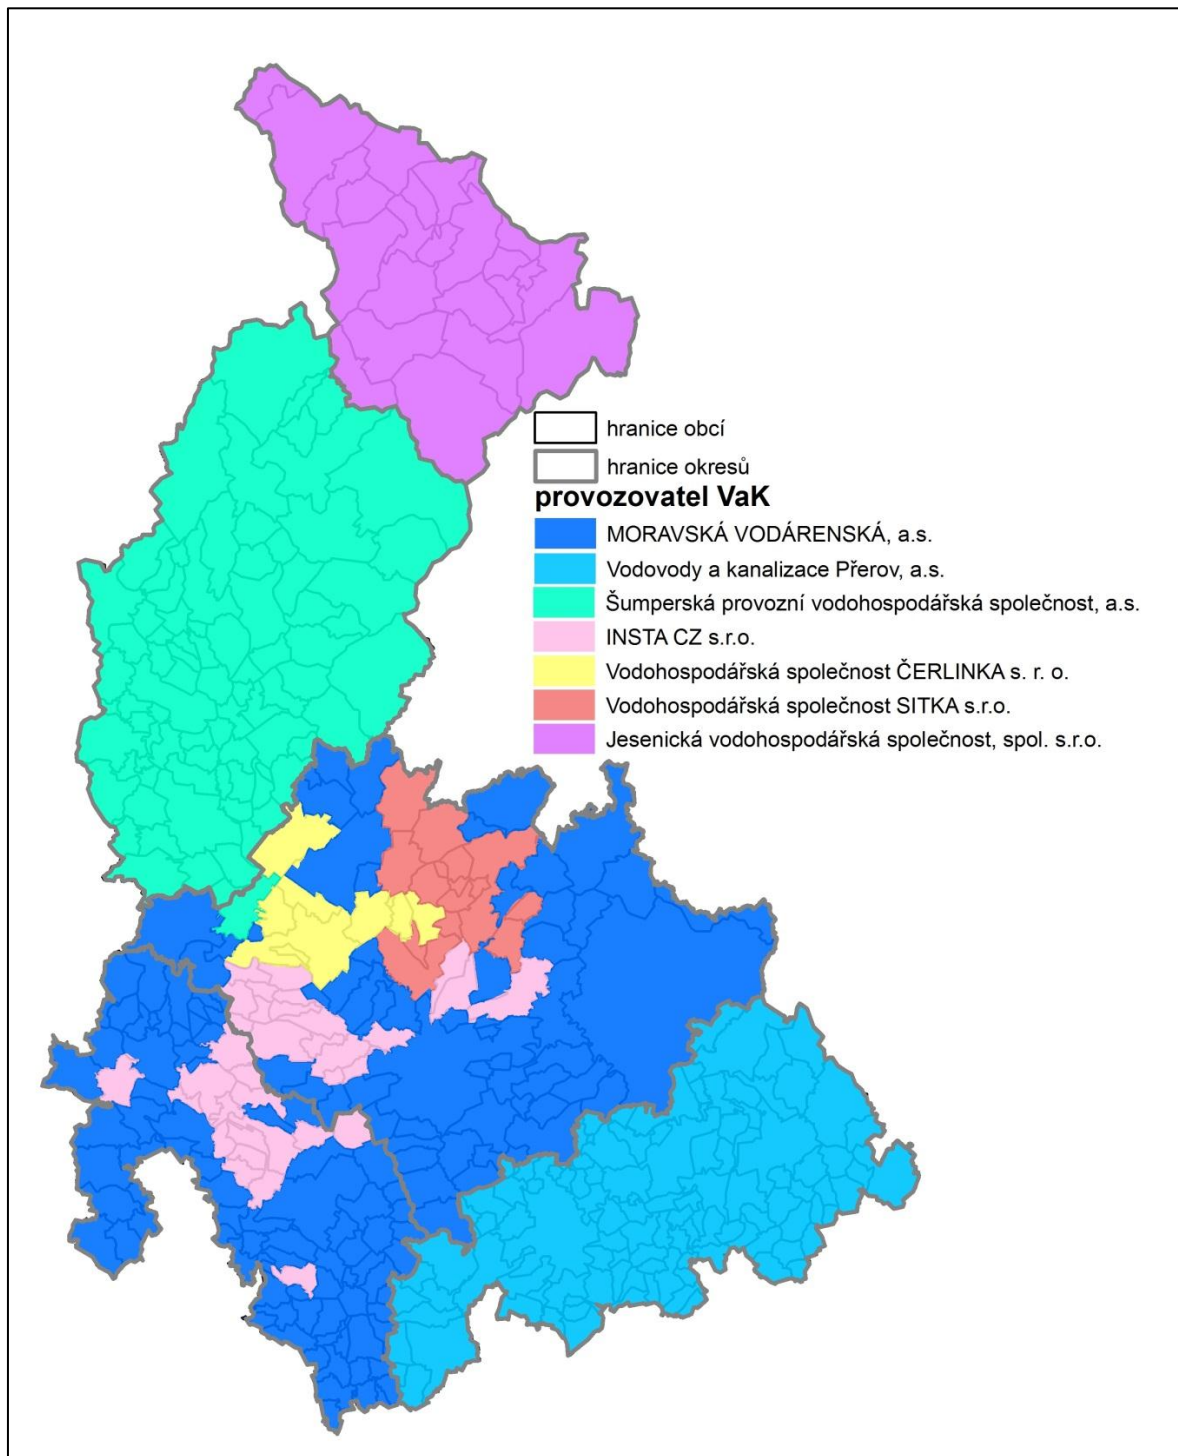 hranice obcí
hranice okresů
provozovatel VaK
MORAVSKÁ VODÁRENSKÁ, a.s.
Vodovody a kanalizace Přerov, a.s.
Šumperská provozní vodohospodářská společnost, a.s.
INSTA CZ s.r.o.
Vodohospodářská společnost ČERLINKA s. r. o.
Vodohospodářská společnost SITKA s.r.o.
Jesenická vodohospodářská společnost, spol. s.r.o.